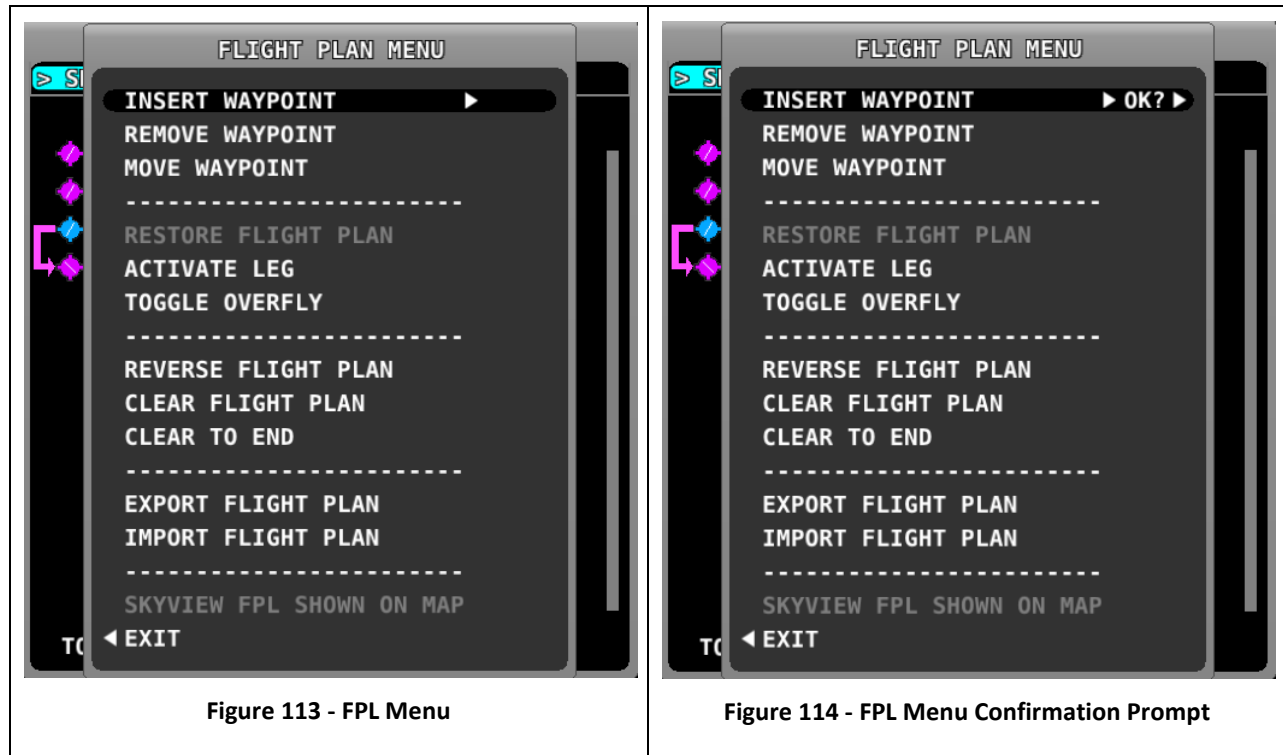 FLIGHT PLAN MENU
> S
INSERT WAYPOINT ▶
REMOVE WAYPOINT
MOVE WAYPOINT
------------------------
RESTORE FLIGHT PLAN
ACTIVATE LEG
TOGGLE OVERFLY
------------------------
REVERSE FLIGHT PLAN
CLEAR FLIGHT PLAN
CLEAR TO END
------------------------
EXPORT FLIGHT PLAN
IMPORT FLIGHT PLAN
------------------------
SKYVIEW FPL SHOWN ON MAP
◀ EXIT
Figure 113 - FPL Menu
FLIGHT PLAN MENU
> S
INSERT WAYPOINT ▶ OK? ▶
REMOVE WAYPOINT
MOVE WAYPOINT
------------------------
RESTORE FLIGHT PLAN
ACTIVATE LEG
TOGGLE OVERFLY
------------------------
REVERSE FLIGHT PLAN
CLEAR FLIGHT PLAN
CLEAR TO END
------------------------
EXPORT FLIGHT PLAN
IMPORT FLIGHT PLAN
------------------------
SKYVIEW FPL SHOWN ON MAP
◀ EXIT
Figure 114 - FPL Menu Confirmation Prompt